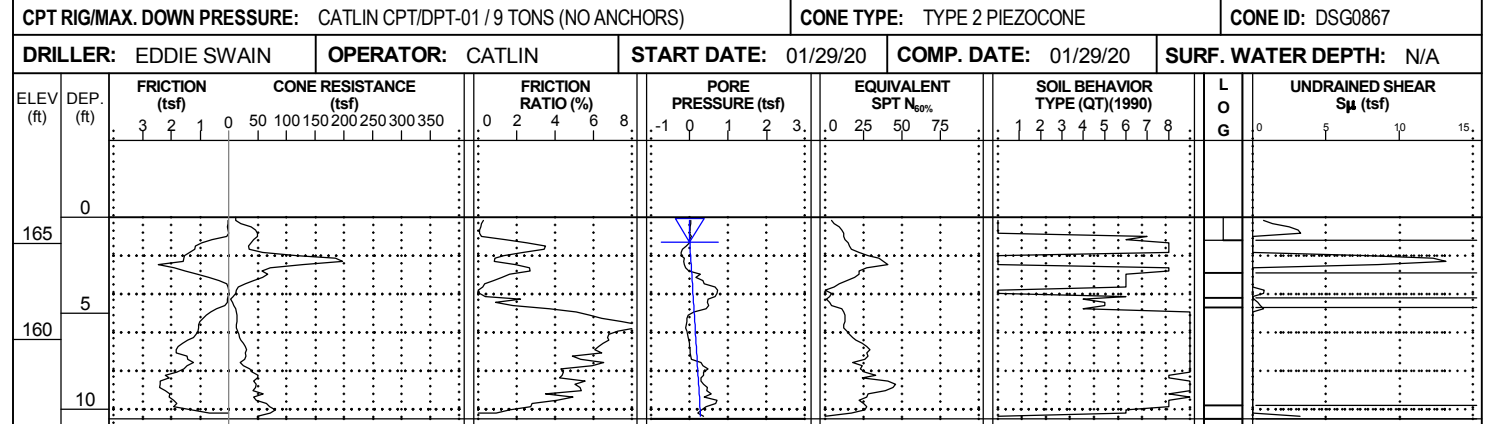 CPT RIG/MAX. DOWN PRESSURE: CATLIN CPT/DPT-01 / 9 TONS (NO ANCHORS) CONE TYPE: TYPE 2 PIEZOCONE CONE ID: DSG0867
DRILLER: EDDIE SWAIN OPERATOR: CATLIN START DATE: 01/29/20 COMP. DATE: 01/29/20 SURF. WATER DEPTH: N/A
ELEV (ft)
DEP. (ft)
FRICTION (tsf)
3 2 1 0
CONE RESISTANCE (tsf)
50 100 150 200 250 300 350
FRICTION RATIO (%)
0 2 4 6 8
PORE PRESSURE (tsf)
-1 0 1 2 3
EQUIVALENT SPT N60%
0 25 50 75
SOIL BEHAVIOR TYPE (QT)(1990)
1 2 3 4 5 6 7 8
LOG
UNDRAINED SHEAR Sμ (tsf)
0 5 10 15
0
165
5
160
10